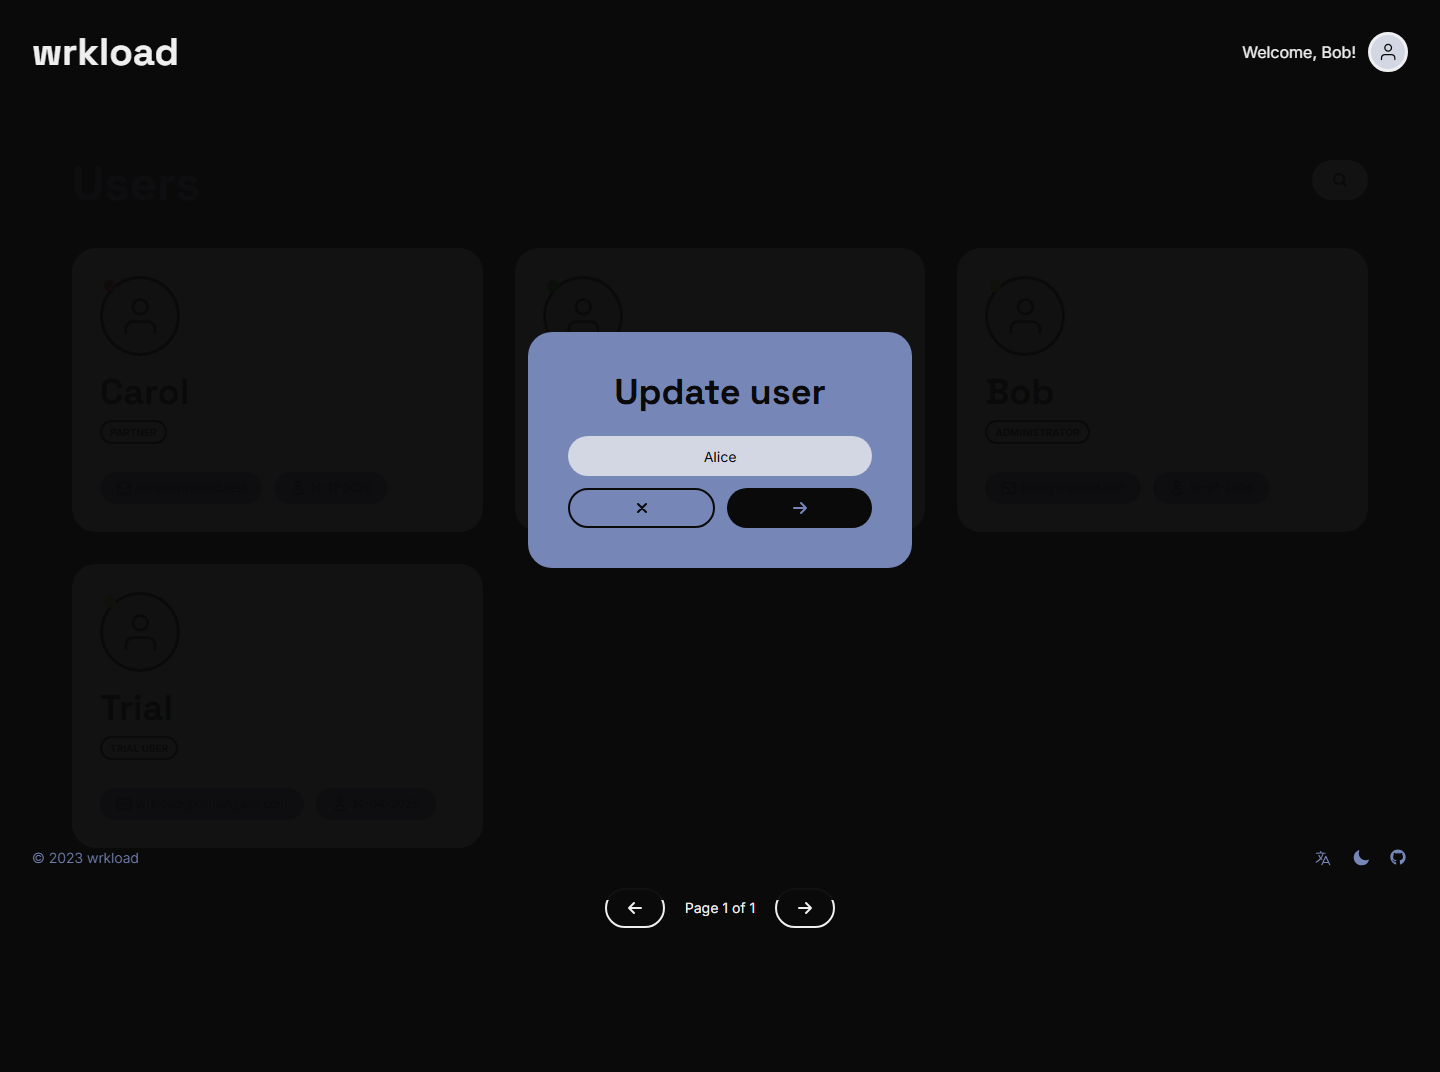 wrkload
Welcome, Bob!
Users
Carol
PARTNER
Bob
ADMINISTRATOR
Update user
Alice
Trial
TRIAL USER
© 2023 wrkload
Page 1 of 1